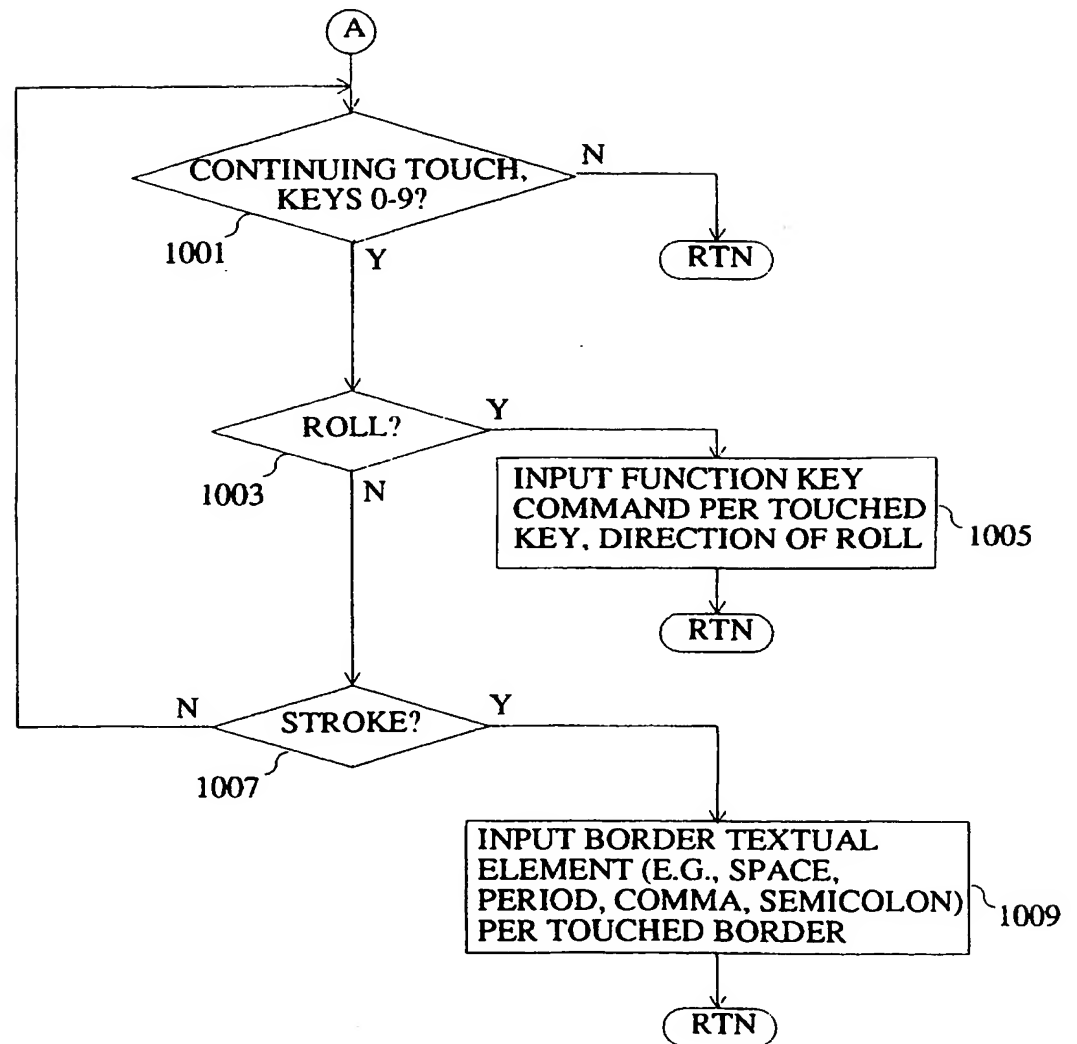 A
CONTINUING TOUCH,
KEYS 0-9?
N
1001
Y
RTN
ROLL?
Y
1003
N
INPUT FUNCTION KEY
COMMAND PER TOUCHED
KEY, DIRECTION OF ROLL
1005
RTN
N
STROKE?
Y
1007
INPUT BORDER TEXTUAL
ELEMENT (E.G., SPACE,
PERIOD, COMMA, SEMICOLON)
PER TOUCHED BORDER
1009
RTN